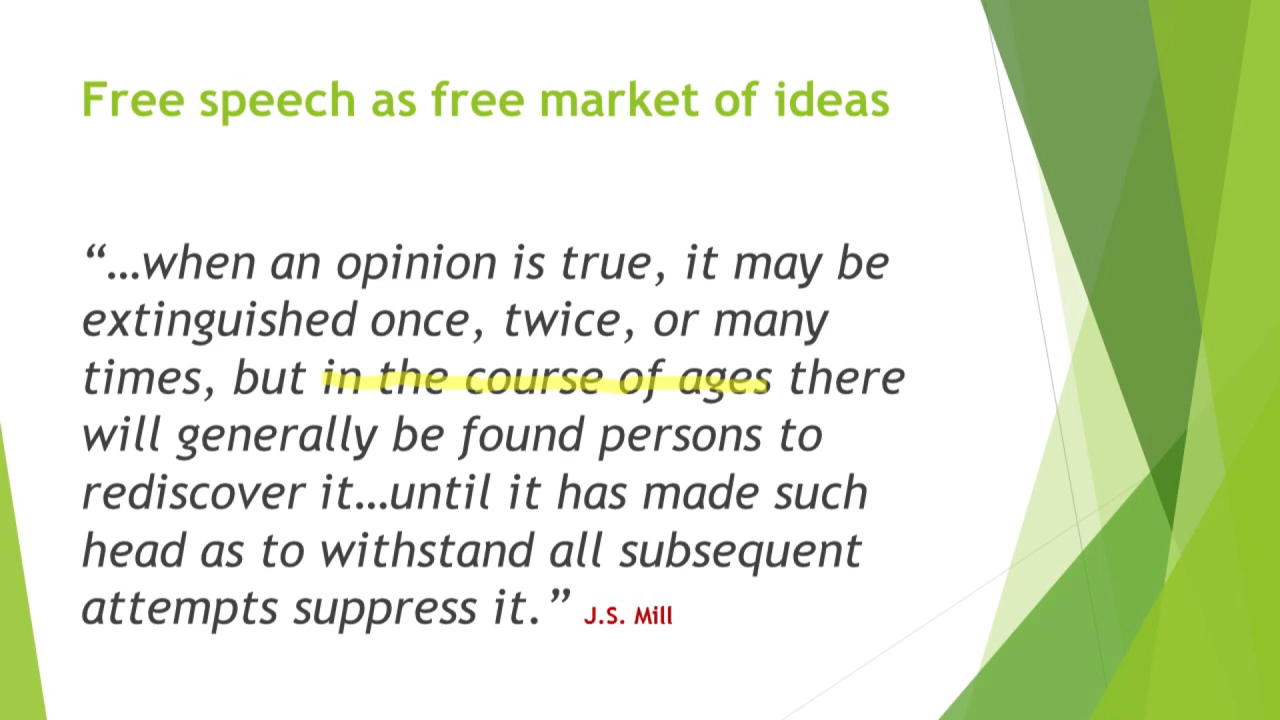 Free speech as free market of ideas
“…when an opinion is true, it may be
extinguished once, twice, or many
times, but in the course of ages there
will generally be found persons to
rediscover it…until it has made such
head as to withstand all subsequent
attempts suppress it.” J.S. Mill